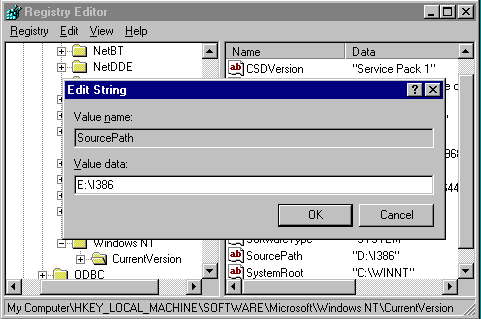 Registry Editor
Registry Edit View Help
NetBT
NetDDE
Name Data
CSDVersion "Service Pack 1"
Edit String
Value name:
SourcePath
Value data:
E:\I386
OK Cancel
Windows NT
CurrentVersion
ODBC
SoftwareType "SYSTEM"
SourcePath "D:\I386"
SystemRoot "C:\WINNT"
My Computer\HKEY_LOCAL_MACHINE\SOFTWARE\Microsoft\Windows NT\CurrentVersion